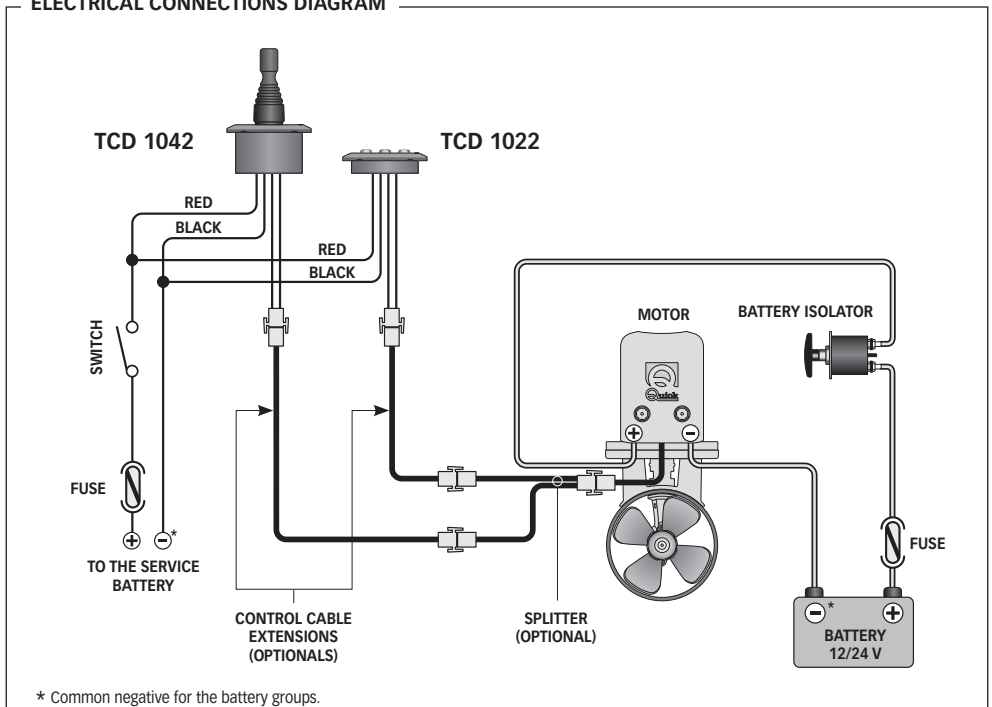 ELECTRICAL CONNECTIONS DIAGRAM
TCD 1042
TCD 1022
RED
BLACK
RED
BLACK
SWITCH
FUSE
+
-*
TO THE SERVICE
BATTERY
MOTOR
Quick
+
-
BATTERY ISOLATOR
FUSE
CONTROL CABLE
EXTENSIONS
(OPTIONALS)
SPLITTER
(OPTIONAL)
-*
+
BATTERY
12/24 V
* Common negative for the battery groups.